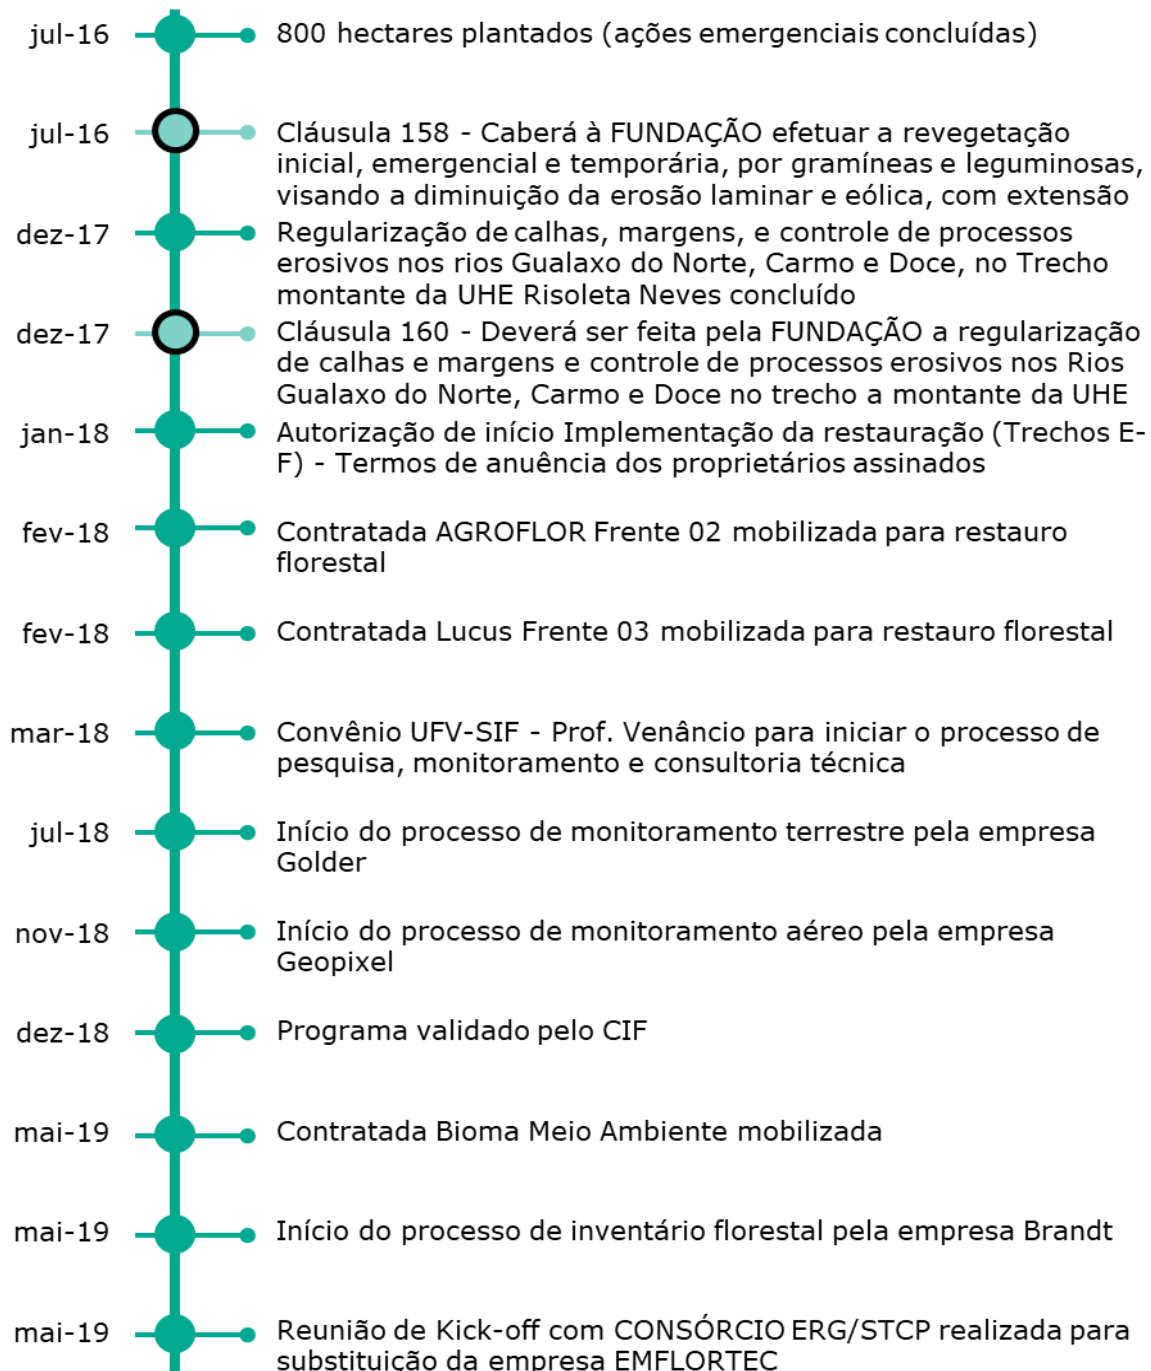 jul-16
800 hectares plantados (ações emergenciais concluídas)
jul-16
Cláusula 158 - Caberá à FUNDAÇÃO efetuar a revegetação
inicial, emergencial e temporária, por gramíneas e leguminosas,
visando a diminuição da erosão laminar e eólica, com extensão
dez-17
Regularização de calhas, margens, e controle de processos
erosivos nos rios Gualaxo do Norte, Carmo e Doce, no Trecho
montante da UHE Risoleta Neves concluído
dez-17
Cláusula 160 - Deverá ser feita pela FUNDAÇÃO a regularização
de calhas e margens e controle de processos erosivos nos Rios
Gualaxo do Norte, Carmo e Doce no trecho a montante da UHE
jan-18
Autorização de início Implementação da restauração (Trechos E-
F) - Termos de anuência dos proprietários assinados
fev-18
Contratada AGROFLOR Frente 02 mobilizada para restauro
florestal
fev-18
Contratada Lucus Frente 03 mobilizada para restauro florestal
mar-18
Convênio UFV-SIF - Prof. Venâncio para iniciar o processo de
pesquisa, monitoramento e consultoria técnica
jul-18
Início do processo de monitoramento terrestre pela empresa
Golder
nov-18
Início do processo de monitoramento aéreo pela empresa
Geopixel
dez-18
Programa validado pelo CIF
mai-19
Contratada Bioma Meio Ambiente mobilizada
mai-19
Início do processo de inventário florestal pela empresa Brandt
mai-19
Reunião de Kick-off com CONSÓRCIO ERG/STCP realizada para
substituição da empresa EMFLORTEC